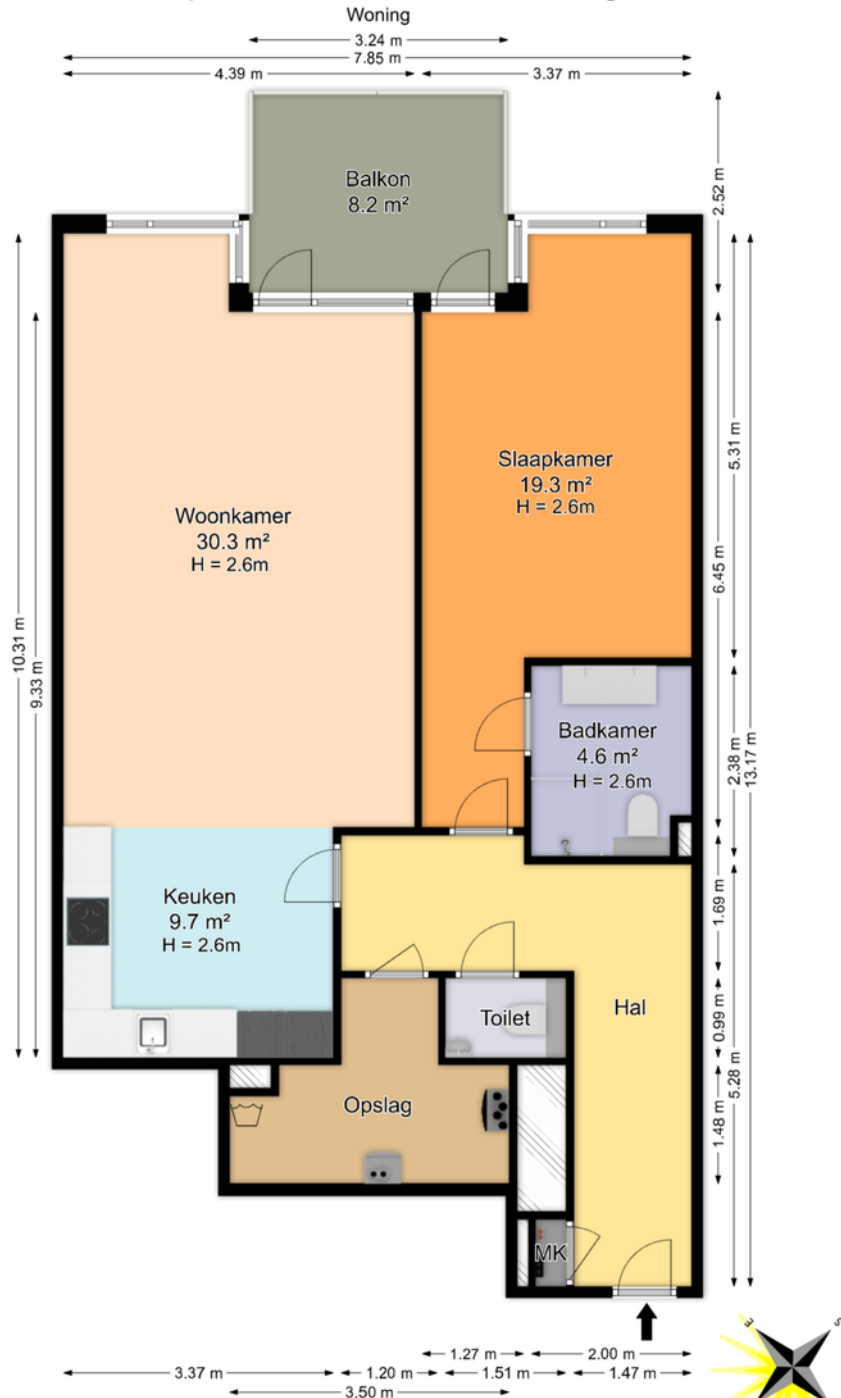 Woning
3.24 m
7.85 m
4.39 m
3.37 m
Balkon
8.2 m²
2.52 m
Slaapkamer
19.3 m²
H = 2.6m
5.31 m
Woonkamer
30.3 m²
H = 2.6m
6.45 m
10.31 m
9.33 m
Badkamer
4.6 m²
H = 2.6m
2.38 m
13.17 m
Keuken
9.7 m²
H = 2.6m
1.69 m
Toilet
Hal
0.99 m
5.28 m
Opslag
1.48 m
MK
1.27 m
2.00 m
3.37 m
1.20 m
1.51 m
1.47 m
3.50 m